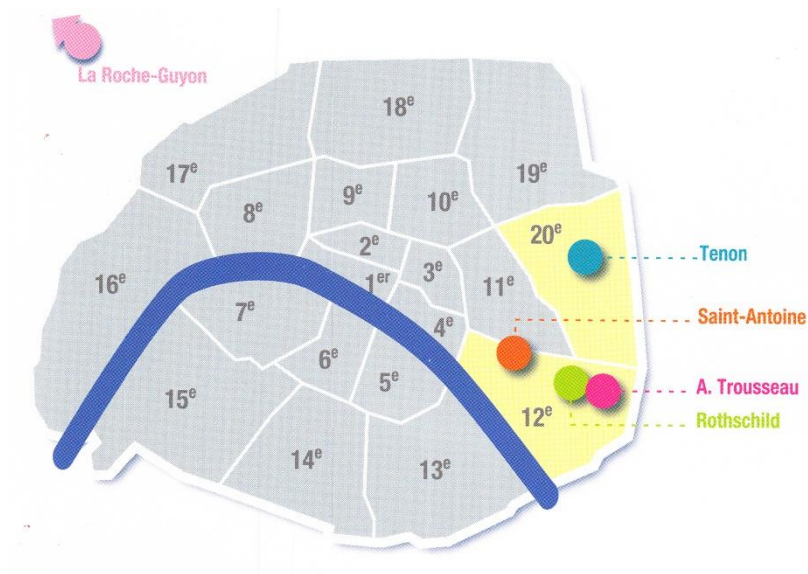 La Roche-Guyon
18e
17e
19e
9e
8e
10e
20e
2e
Tenon
3e
16e
1er
11e
7e
4e
Saint-Antoine
6e
5e
A. Trousseau
15e
12e
Rothschild
14e
13e